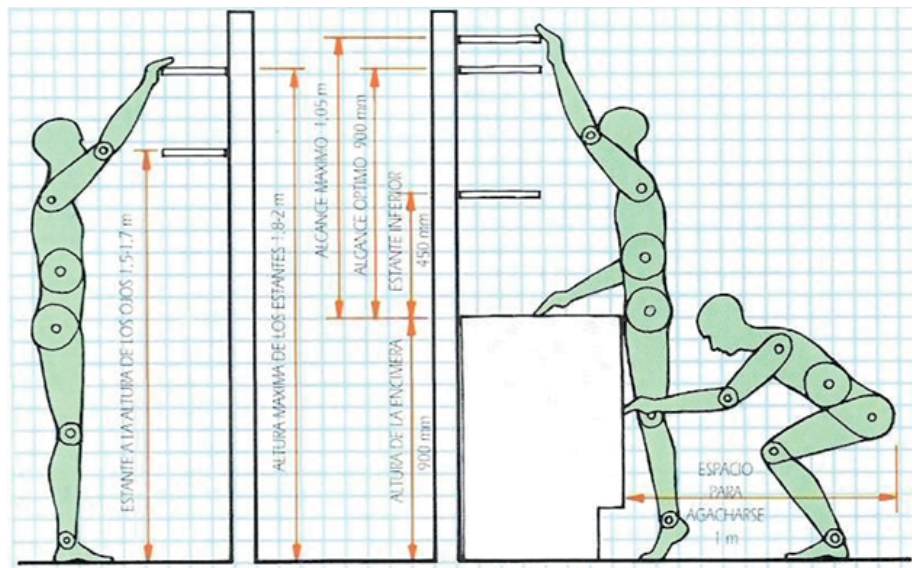 ESTANTE A LA ALTURA DE LOS OJOS 1,5-1,7 m
ALTURA MAXIMA DE LOS ESTANTES 1,8-2 m
ALCANCE MAXIMO 1,05 m
ALCANCE OPTIMO 900 mm
ESTANTE INFERIOR
450 mm
ALTURA DE LA ENCIMERA
900 mm
ESPACIO
PARA
AGACHARSE
1 m